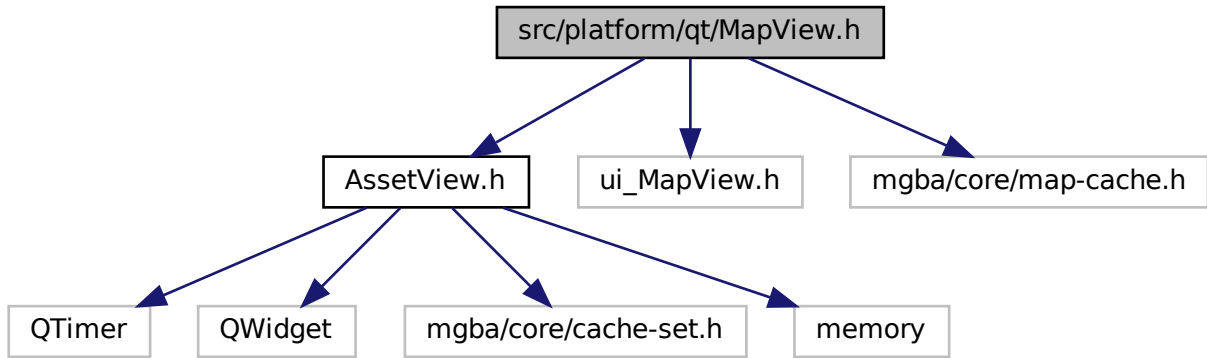 src/platform/qt/MapView.h
AssetView.h
ui_MapView.h
mgba/core/map-cache.h
QTimer
QWidget
mgba/core/cache-set.h
memory